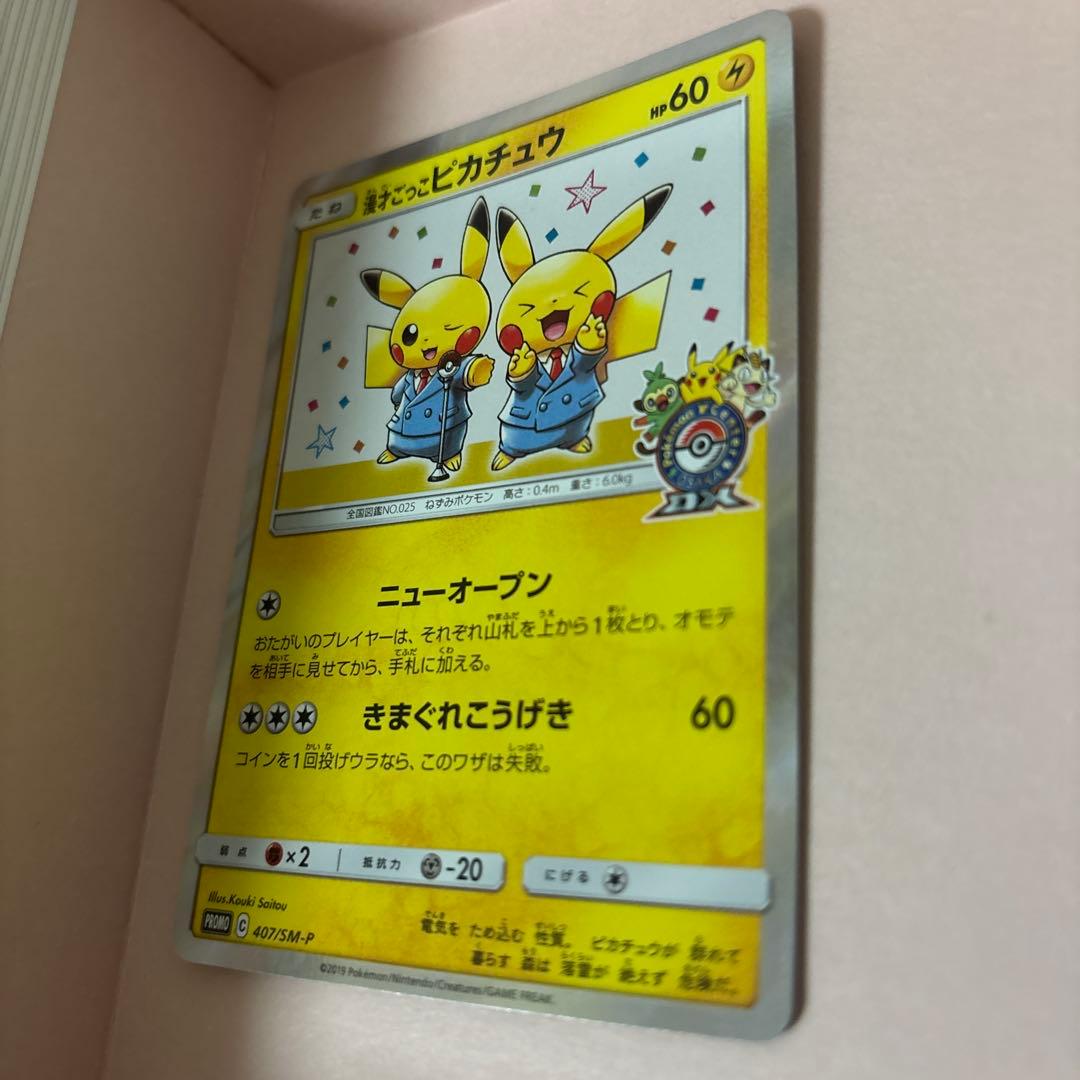 たね 漫才ごっこピカチュウ HP60
まんざい
Pokémon Center
OSAKA
DX
全国図鑑NO.025 ねずみポケモン 高さ:0.4m 重さ:6.0kg
ニューオープン
おたがいのプレイヤーは、それぞれ山札を上から1枚とり、オモテ
を相手に見せてから、手札に加える。
きまぐれこうげき 60
コインを1回投げウラなら、このワザは失敗。
弱点 ×2 抵抗力 -20 にげる
Illus.Kouki Saitou
PROMO C 407/SM-P
電気を ため込む 性質。 ピカチュウが 群れて
暮らす 森は 落雷が 絶えず 危険だ。
©2019 Pokémon/Nintendo/Creatures/GAME FREAK.